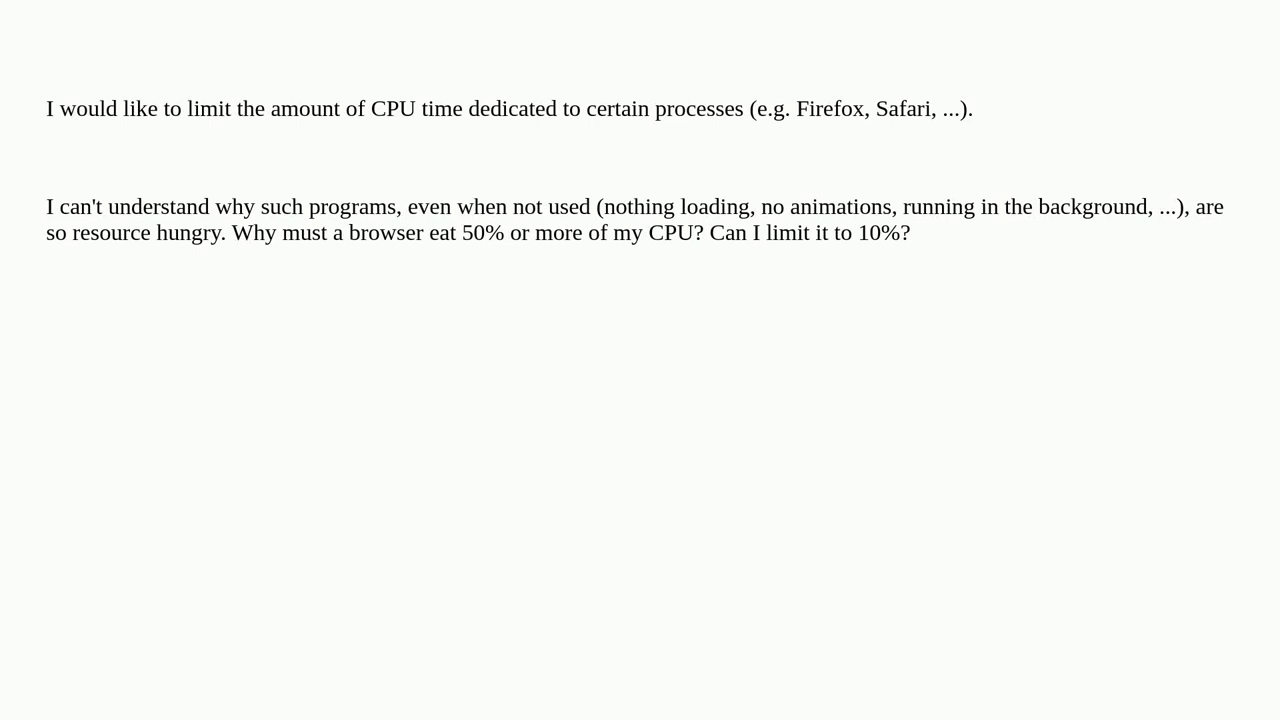 I would like to limit the amount of CPU time dedicated to certain processes (e.g. Firefox, Safari, ...).
I can't understand why such programs, even when not used (nothing loading, no animations, running in the background, ...), are
so resource hungry. Why must a browser eat 50% or more of my CPU? Can I limit it to 10%?